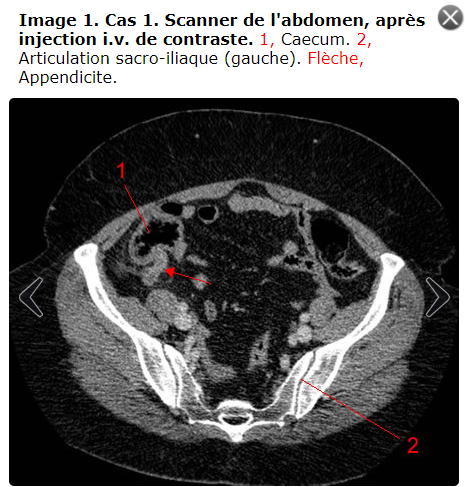 Image 1. Cas 1. Scanner de l'abdomen, après
injection i.v. de contraste. 1, Caecum. 2,
Articulation sacro-iliaque (gauche). Flèche,
Appendicite.
1
2